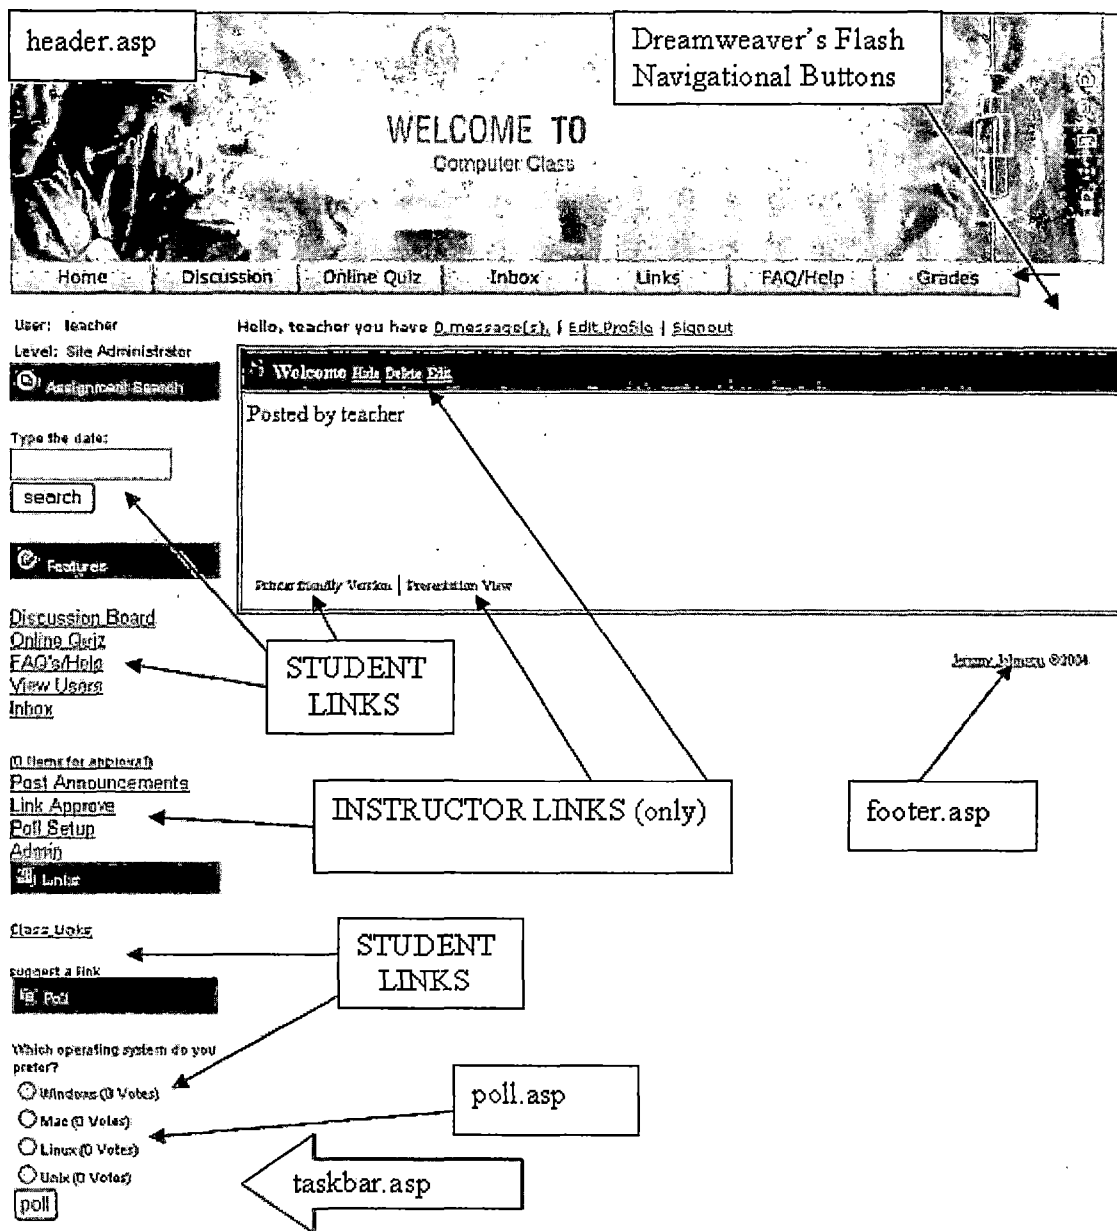 header.asp
Dreamweaver's Flash
Navigational Buttons
WELCOME TO
Computer Class
Home
Discussion
Online Quiz
Inbox
Links
FAQ/Help
Grades
User: teacher
Level: Site Administrator
Hello, teacher you have 0 message(s). | Edit Profile | Signout
Assignment Search
Welcome Hide Delete Edit
Posted by teacher
Type the date:
search
Features
Printer friendly Version | Presentation View
Discussion Board
Online Quiz
FAQ's/Help
View Users
Inbox
STUDENT
LINKS
©2004
(0 items for approval)
Post Announcements
Link Approve
Poll Setup
Admin
INSTRUCTOR LINKS (only)
footer.asp
Links
Class Links
suggest a link
STUDENT
LINKS
Poll
Which operating system do you
prefer?
Windows (0 Votes)
Mac (0 Votes)
Linux (0 Votes)
Unix (0 Votes)
poll
poll.asp
taskbar.asp